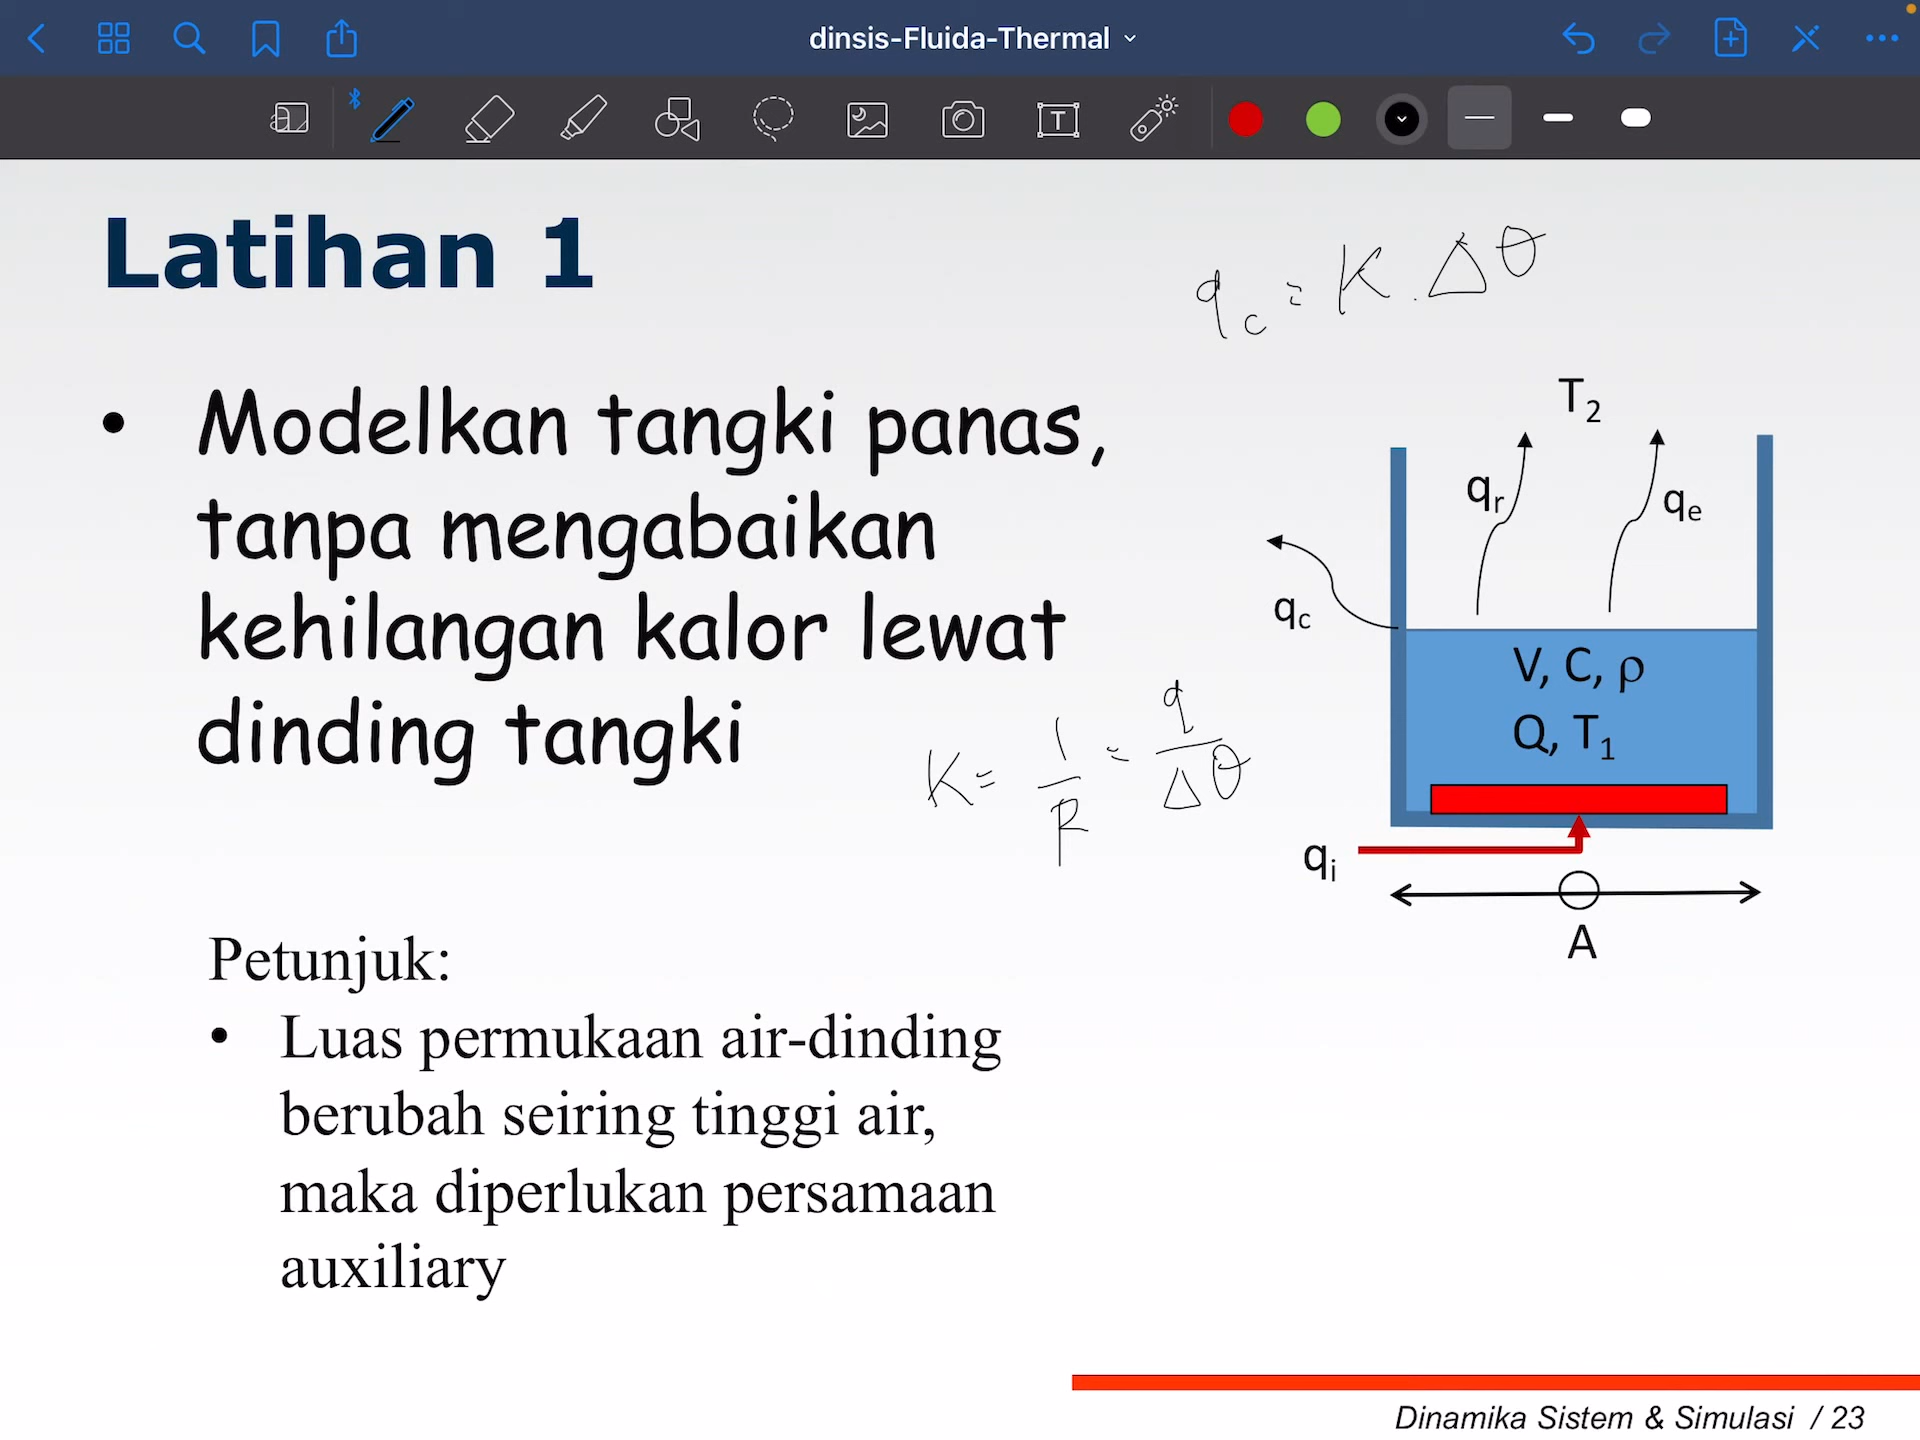 dinsis-Fluida-Thermal
T
Latihan 1
q_c = K . Δθ
• Modelkan tangki panas,
tanpa mengabaikan
kehilangan kalor lewat
dinding tangki
K = 1/R = q/Δθ
T₂
qᵣ
qₑ
q꜀
V, C, ρ
Q, T₁
qᵢ
A
Petunjuk:
• Luas permukaan air-dinding
berubah seiring tinggi air,
maka diperlukan persamaan
auxiliary
Dinamika Sistem & Simulasi / 23